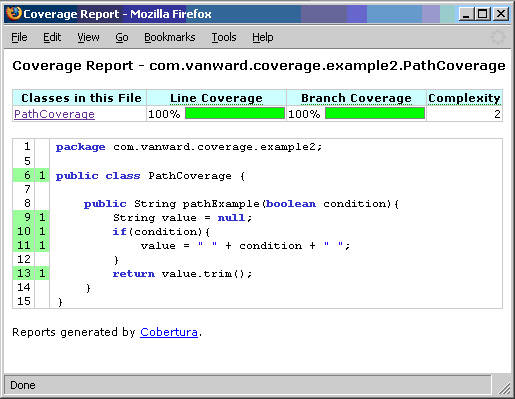 Coverage Report - Mozilla Firefox
File Edit View Go Bookmarks Tools Help
Coverage Report - com.vanward.coverage.example2.PathCoverage
Classes in this File Line Coverage Branch Coverage Complexity
PathCoverage 100% 100% 2
1 package com.vanward.coverage.example2;
5
6 1 public class PathCoverage {
7
8 public String pathExample(boolean condition){
9 1 String value = null;
10 1 if(condition){
11 1 value = " " + condition + " ";
12 }
13 1 return value.trim();
14 }
15 }
Reports generated by Cobertura.
Done